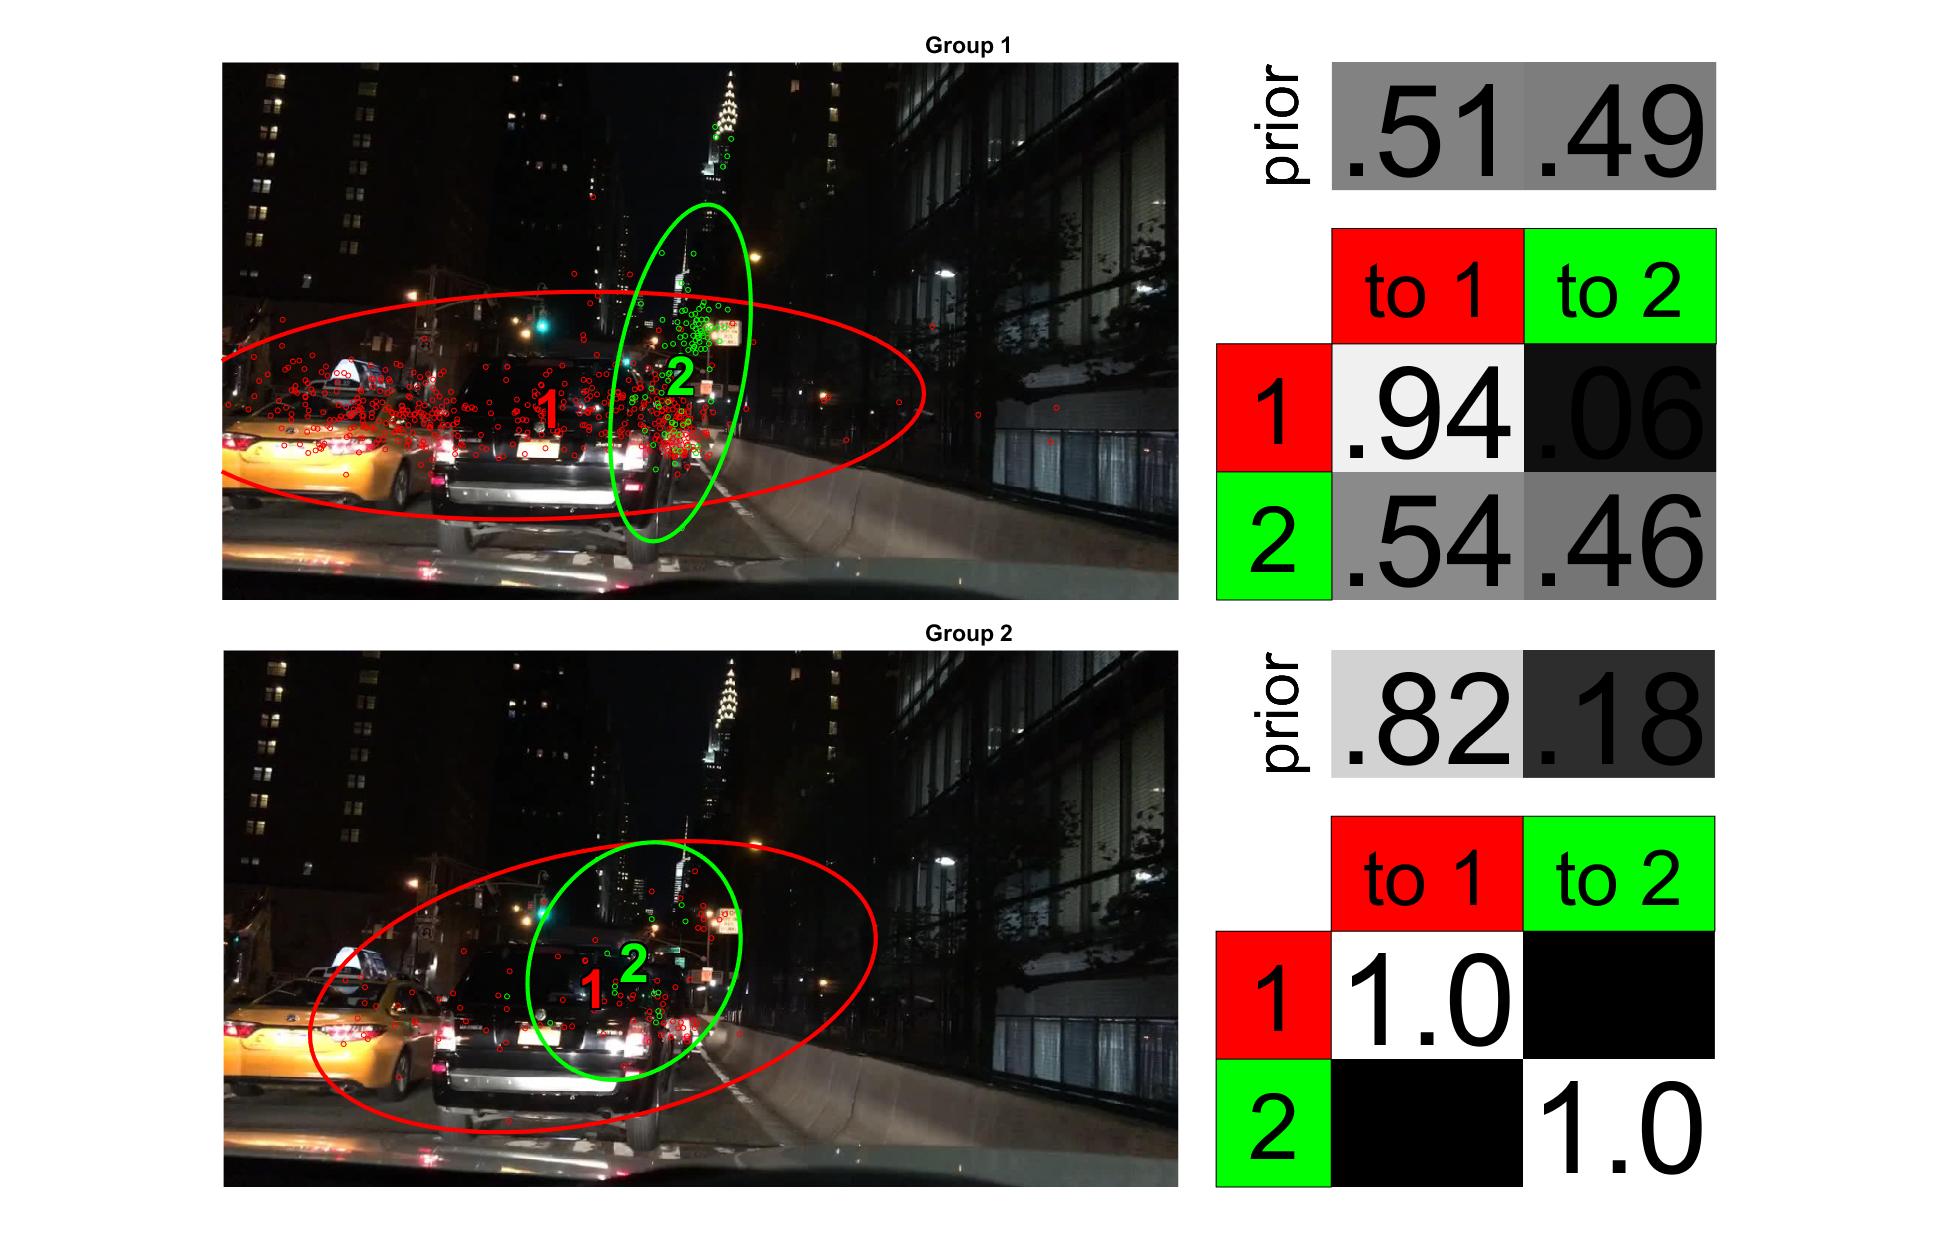 Group 1
1
2
prior
.51 .49
to 1 to 2
1 .94 .06
2 .54 .46
Group 2
1
2
prior
.82 .18
to 1 to 2
1 1.0
2 1.0